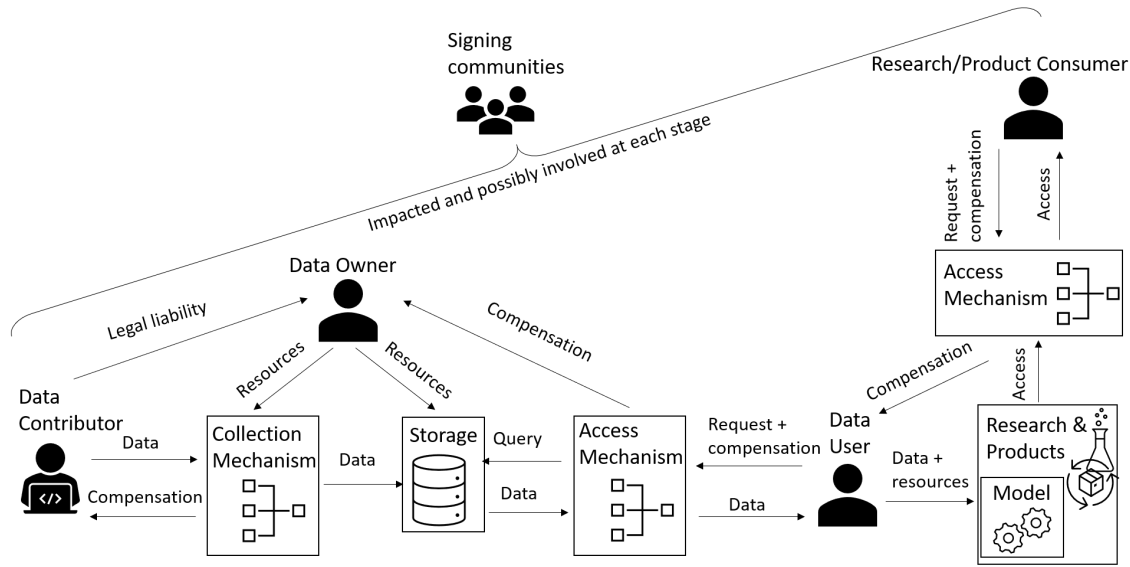 Signing
communities
Research/Product Consumer
Impacted and possibly involved at each stage
Request +
compensation
Access
Data Owner
Access
Mechanism
Legal liability
Compensation
Resources
Resources
Compensation
Access
Data
Contributor
Data
Compensation
Collection
Mechanism
Data
Storage
Query
Data
Access
Mechanism
Request +
compensation
Data
Data
User
Data +
resources
Research &
Products
Model